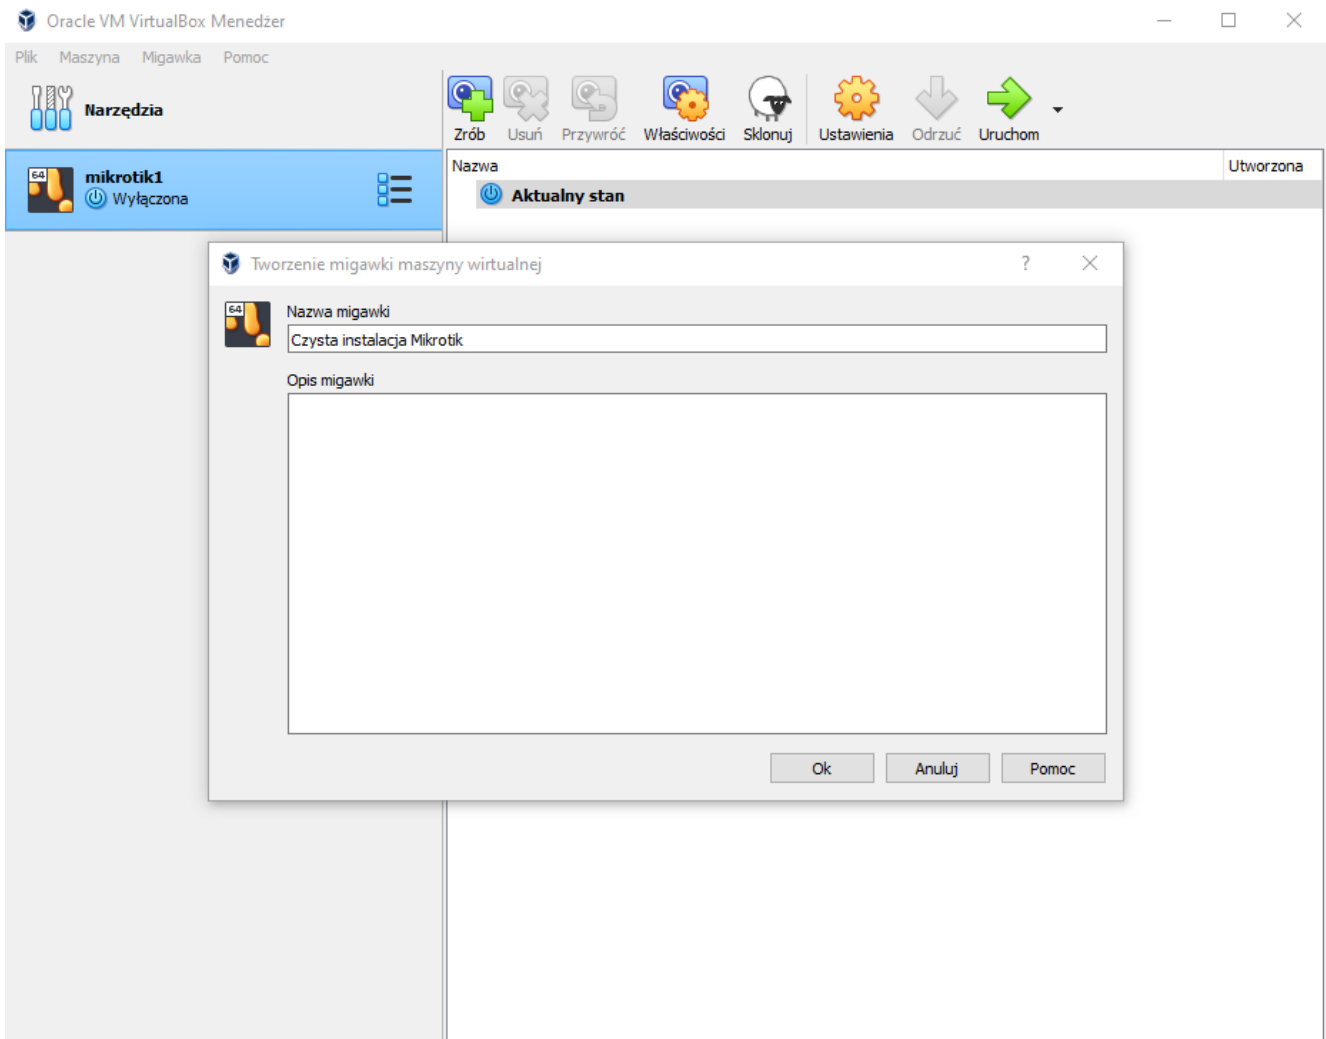 Oracle VM VirtualBox Menedżer
Plik Maszyna Migawka Pomoc
Narzędzia
Zrób Usuń Przywróć Właściwości Sklonuj Ustawienia Odrzuć Uruchom
Nazwa Utworzona
64
mikrotik1
Wyłączona
Aktualny stan
Tworzenie migawki maszyny wirtualnej ?
64
Nazwa migawki
Czysta instalacja Mikrotik
Opis migawki
Ok Anuluj Pomoc